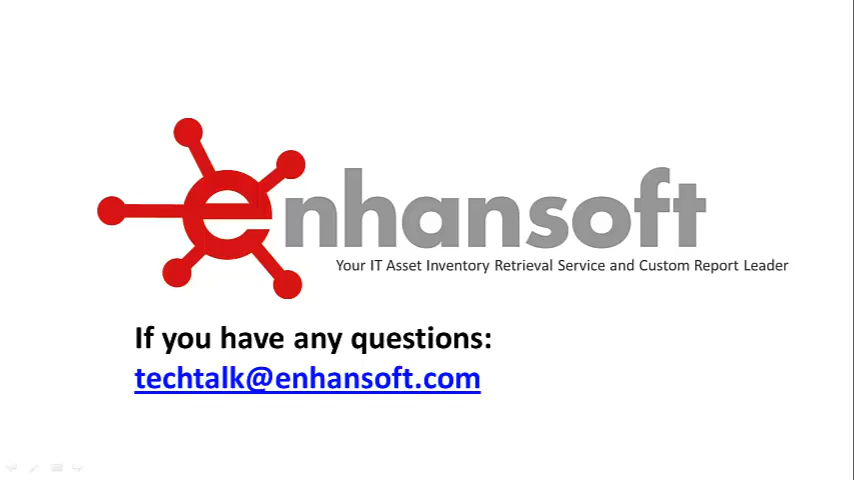 enhansoft
Your IT Asset Inventory Retrieval Service and Custom Report Leader
If you have any questions:
techtalk@enhansoft.com